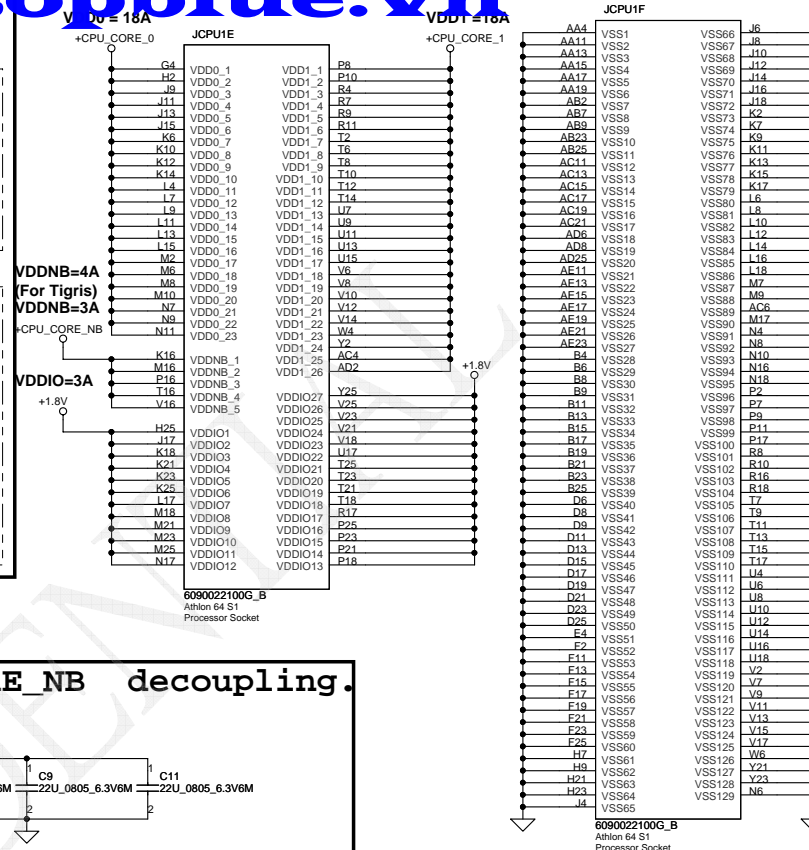 topblue.vn
VDD0 = 18A
VDD1 =18A
+CPU_CORE_0
JCPU1E
+CPU_CORE_1
G4 VDD0_1 VDD1_1 P8
H2 VDD0_2 VDD1_2 P10
J9 VDD0_3 VDD1_3 R4
J11 VDD0_4 VDD1_4 R7
J13 VDD0_5 VDD1_5 R9
J15 VDD0_6 VDD1_6 R11
K6 VDD0_7 VDD1_7 T2
K10 VDD0_8 VDD1_8 T6
K12 VDD0_9 VDD1_9 T8
K14 VDD0_10 VDD1_10 T10
L4 VDD0_11 VDD1_11 T12
L7 VDD0_12 VDD1_12 T14
L9 VDD0_13 VDD1_13 U7
L11 VDD0_14 VDD1_14 U9
L13 VDD0_15 VDD1_15 U11
L15 VDD0_16 VDD1_16 U13
M2 VDD0_17 VDD1_17 U15
M6 VDD0_18 VDD1_18 V6
M8 VDD0_19 VDD1_19 V8
M10 VDD0_20 VDD1_20 V10
N7 VDD0_21 VDD1_21 V12
N9 VDD0_22 VDD1_22 V14
N11 VDD0_23 VDD1_23 W4
VDD1_24 Y2
VDD1_25 AC4
VDD1_26 AD2
VDDNB=4A
(For Tigris)
VDDNB=3A
+CPU_CORE_NB
K16 VDDNB_1
M16 VDDNB_2
P16 VDDNB_3
T16 VDDNB_4
V16 VDDNB_5
VDDIO=3A
+1.8V
+1.8V
VDDIO27 Y25
VDDIO26 V25
VDDIO25 V23
H25 VDDIO1 VDDIO24 V21
J17 VDDIO2 VDDIO23 V18
K18 VDDIO3 VDDIO22 U17
K21 VDDIO4 VDDIO21 T25
K23 VDDIO5 VDDIO20 T23
K25 VDDIO6 VDDIO19 T21
L17 VDDIO7 VDDIO18 T18
M18 VDDIO8 VDDIO17 R17
M21 VDDIO9 VDDIO16 P25
M23 VDDIO10 VDDIO15 P23
M25 VDDIO11 VDDIO14 P21
N17 VDDIO12 VDDIO13 P18
6090022100G_B
Athlon 64 S1
Processor Socket
JCPU1F
AA4 VSS1 VSS66 J6
AA11 VSS2 VSS67 J8
AA13 VSS3 VSS68 J10
AA15 VSS4 VSS69 J12
AA17 VSS5 VSS70 J14
AA19 VSS6 VSS71 J16
AB2 VSS7 VSS72 J18
AB7 VSS8 VSS73 K2
AB9 VSS9 VSS74 K7
AB23 VSS10 VSS75 K9
AB25 VSS11 VSS76 K11
AC11 VSS12 VSS77 K13
AC13 VSS13 VSS78 K15
AC15 VSS14 VSS79 K17
AC17 VSS15 VSS80 L6
AC19 VSS16 VSS81 L8
AC21 VSS17 VSS82 L10
AD6 VSS18 VSS83 L12
AD8 VSS19 VSS84 L14
AD25 VSS20 VSS85 L16
AE11 VSS21 VSS86 L18
AE13 VSS22 VSS87 M7
AE15 VSS23 VSS88 M9
AE17 VSS24 VSS89 AC6
AE19 VSS25 VSS90 M17
AE21 VSS26 VSS91 N4
AE23 VSS27 VSS92 N8
B4 VSS28 VSS93 N10
B6 VSS29 VSS94 N16
B8 VSS30 VSS95 N18
B9 VSS31 VSS96 P2
B11 VSS32 VSS97 P7
B13 VSS33 VSS98 P9
B15 VSS34 VSS99 P11
B17 VSS35 VSS100 P17
B19 VSS36 VSS101 R8
B21 VSS37 VSS102 R10
B23 VSS38 VSS103 R16
B25 VSS39 VSS104 R18
D6 VSS40 VSS105 T7
D8 VSS41 VSS106 T9
D9 VSS42 VSS107 T11
D11 VSS43 VSS108 T13
D13 VSS44 VSS109 T15
D15 VSS45 VSS110 T17
D17 VSS46 VSS111 U4
D19 VSS47 VSS112 U6
D21 VSS48 VSS113 U8
D23 VSS49 VSS114 U10
D25 VSS50 VSS115 U12
E4 VSS51 VSS116 U14
F2 VSS52 VSS117 U16
F11 VSS53 VSS118 U18
F13 VSS54 VSS119 V2
F15 VSS55 VSS120 V7
F17 VSS56 VSS121 V9
F19 VSS57 VSS122 V11
F21 VSS58 VSS123 V13
F23 VSS59 VSS124 V15
F25 VSS60 VSS125 V17
H7 VSS61 VSS126 W6
H9 VSS62 VSS127 Y21
H21 VSS63 VSS128 Y23
H23 VSS64 VSS129 N6
J4 VSS65
6090022100G_B
Athlon 64 S1
Processor Socket
E_NB decoupling.
1 1
C9 C11
6M 22U_0805_6.3V6M 22U_0805_6.3V6M
2 2